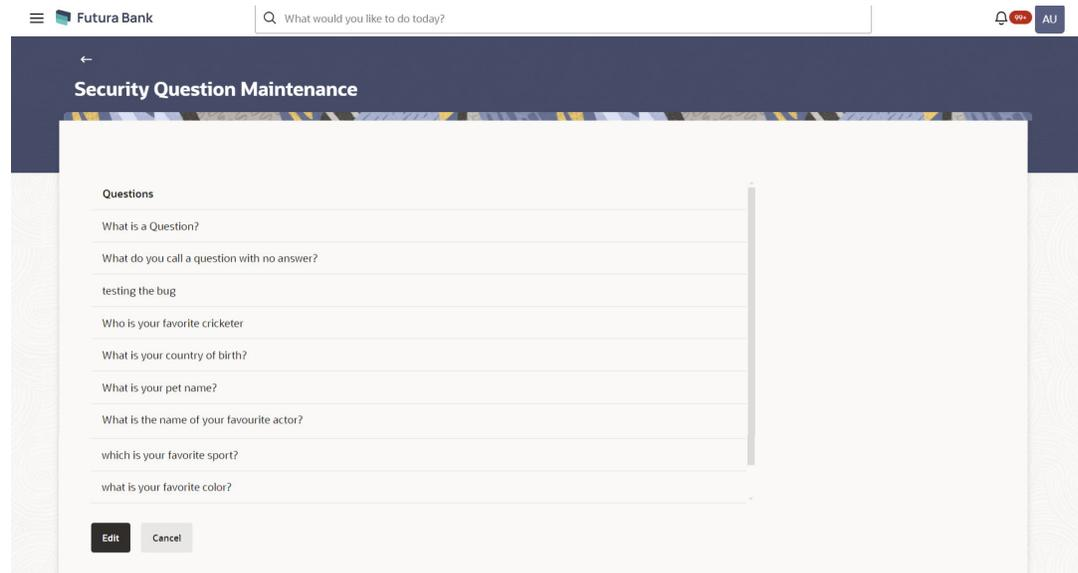 Futura Bank
What would you like to do today?
99+
AU
Security Question Maintenance
Questions
What is a Question?
What do you call a question with no answer?
testing the bug
Who is your favorite cricketer
What is your country of birth?
What is your pet name?
What is the name of your favourite actor?
which is your favorite sport?
what is your favorite color?
Edit
Cancel